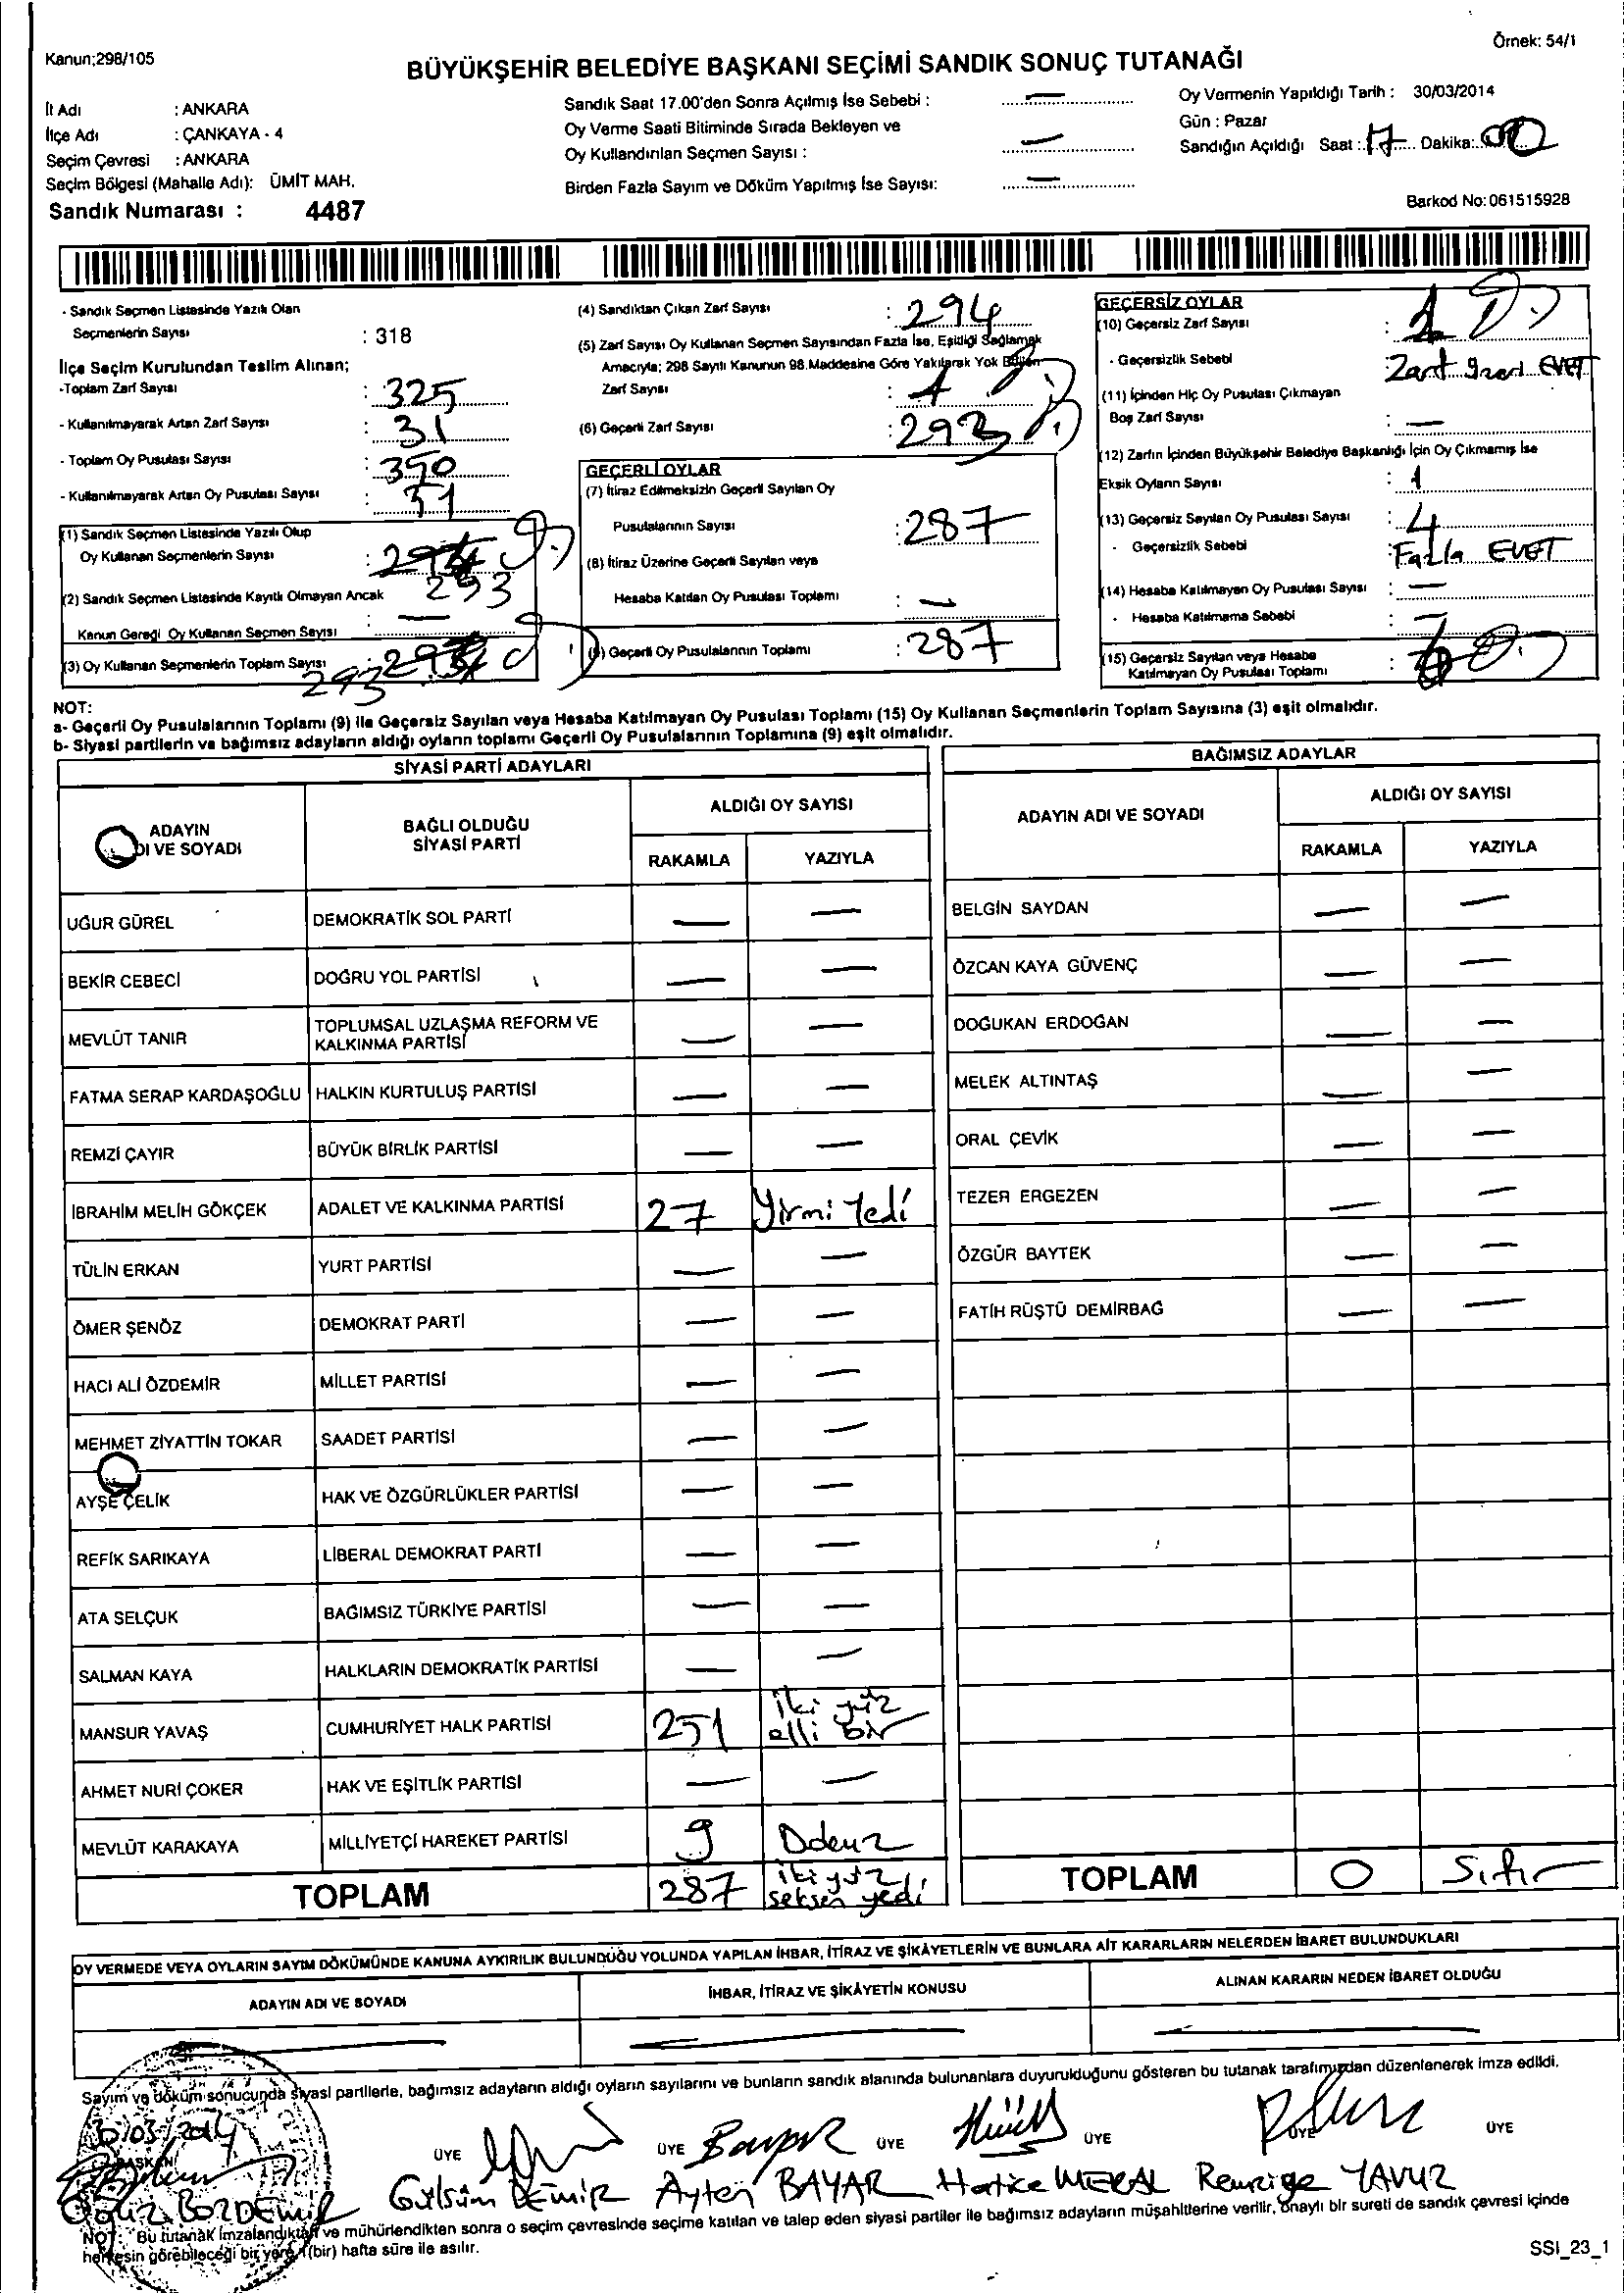 Kanun;298/105
Örnek: 54/1
BÜYÜKŞEHİR BELEDİYE BAŞKANI SEÇİMİ SANDIK SONUÇ TUTANAĞI
İl Adı : ANKARA
İlçe Adı : ÇANKAYA - 4
Seçim Çevresi : ANKARA
Seçim Bölgesi (Mahalle Adı): ÜMİT MAH.
Sandık Numarası : 4487
Sandık Saat 17.00'den Sonra Açılmış İse Sebebi : —
Oy Verme Saati Bitiminde Sırada Bekleyen ve
Oy Kullandırılan Seçmen Sayısı : —
Birden Fazla Sayım ve Döküm Yapılmış İse Sayısı: —
Oy Vermenin Yapıldığı Tarih : 30/03/2014
Gün : Pazar
Sandığın Açıldığı Saat : 17 Dakika: 00
Barkod No: 061515928
- Sandık Seçmen Listesinde Yazılı Olan
Seçmenlerin Sayısı : 318
İlçe Seçim Kurulundan Teslim Alınan;
-Toplam Zarf Sayısı : 325
- Kullanılmayarak Artan Zarf Sayısı : 31
- Toplam Oy Pusulası Sayısı :
- Kullanılmayarak Artan Oy Pusulası Sayısı :
(1) Sandık Seçmen Listesinde Yazılı Olup
Oy Kullanan Seçmenlerin Sayısı : 293
(2) Sandık Seçmen Listesinde Kayıtlı Olmayan Ancak
Kanun Gereği Oy Kullanan Seçmen Sayısı : —
(3) Oy Kullanan Seçmenlerin Toplam Sayısı : 293
(4) Sandıktan Çıkan Zarf Sayısı : 294
(5) Zarf Sayısı Oy Kullanan Seçmen Sayısından Fazla İse, Eşitliği Sağlamak
Amacıyla; 298 Sayılı Kanunun 98.Maddesine Göre Yakılarak Yok Edilen
Zarf Sayısı : 1
(6) Geçerli Zarf Sayısı : 293
GEÇERLİ OYLAR
(7) İtiraz Edilmeksizin Geçerli Sayılan Oy
Pusulalarının Sayısı : 287
(8) İtiraz Üzerine Geçerli Sayılan veya
Hesaba Katılan Oy Pusulası Toplamı : —
(9) Geçerli Oy Pusulalarının Toplamı : 287
GEÇERSİZ OYLAR
(10) Geçersiz Zarf Sayısı : 1
- Geçersizlik Sebebi : Zarf üzeri EVET
(11) İçinden Hiç Oy Pusulası Çıkmayan
Boş Zarf Sayısı : —
(12) Zarfın İçinden Büyükşehir Belediye Başkanlığı İçin Oy Çıkmamış İse
Eksik Oyların Sayısı : 1
(13) Geçersiz Sayılan Oy Pusulası Sayısı : 4
- Geçersizlik Sebebi : Fazla EVET
(14) Hesaba Katılmayan Oy Pusulası Sayısı : —
- Hesaba Katılmama Sebebi : —
(15) Geçersiz Sayılan veya Hesaba
Katılmayan Oy Pusulası Toplamı :
NOT:
a- Geçerli Oy Pusulalarının Toplamı (9) ile Geçersiz Sayılan veya Hesaba Katılmayan Oy Pusulası Toplamı (15) Oy Kullanan Seçmenlerin Toplam Sayısına (3) eşit olmalıdır.
b- Siyasi partilerin ve bağımsız adayların aldığı oyların toplamı Geçerli Oy Pusulalarının Toplamına (9) eşit olmalıdır.
SİYASİ PARTİ ADAYLARI
ADAYIN
DI VE SOYADI
BAĞLI OLDUĞU
SİYASİ PARTİ
ALDIĞI OY SAYISI
RAKAMLA YAZIYLA
UĞUR GÜREL DEMOKRATİK SOL PARTİ — —
BEKİR CEBECİ DOĞRU YOL PARTİSİ — —
MEVLÜT TANIR TOPLUMSAL UZLAŞMA REFORM VE
KALKINMA PARTİSİ — —
FATMA SERAP KARDAŞOĞLU HALKIN KURTULUŞ PARTİSİ — —
REMZİ ÇAYIR BÜYÜK BİRLİK PARTİSİ — —
İBRAHİM MELİH GÖKÇEK ADALET VE KALKINMA PARTİSİ 27 Yirmi Yedi
TÜLİN ERKAN YURT PARTİSİ — —
ÖMER ŞENÖZ DEMOKRAT PARTİ — —
HACI ALİ ÖZDEMİR MİLLET PARTİSİ — —
MEHMET ZİYATTİN TOKAR SAADET PARTİSİ — —
AYŞE ÇELİK HAK VE ÖZGÜRLÜKLER PARTİSİ — —
REFİK SARIKAYA LİBERAL DEMOKRAT PARTİ — —
ATA SELÇUK BAĞIMSIZ TÜRKİYE PARTİSİ — —
SALMAN KAYA HALKLARIN DEMOKRATİK PARTİSİ — —
MANSUR YAVAŞ CUMHURİYET HALK PARTİSİ 251 iki yüz
elli bir
AHMET NURİ ÇOKER HAK VE EŞİTLİK PARTİSİ — —
MEVLÜT KARAKAYA MİLLİYETÇİ HAREKET PARTİSİ 9 Dokuz
TOPLAM 287 iki yüz
seksen yedi
BAĞIMSIZ ADAYLAR
ADAYIN ADI VE SOYADI
ALDIĞI OY SAYISI
RAKAMLA YAZIYLA
BELGİN SAYDAN — —
ÖZCAN KAYA GÜVENÇ — —
DOĞUKAN ERDOĞAN — —
MELEK ALTINTAŞ — —
ORAL ÇEVİK — —
TEZER ERGEZEN — —
ÖZGÜR BAYTEK — —
FATİH RÜŞTÜ DEMİRBAĞ — —
TOPLAM 0 Sıfır
OY VERMEDE VEYA OYLARIN SAYIM DÖKÜMÜNDE KANUNA AYKIRILIK BULUNDUĞU YOLUNDA YAPILAN İHBAR, İTİRAZ VE ŞİKÂYETLERİN VE BUNLARA AİT KARARLARIN NELERDEN İBARET BULUNDUKLARI
ADAYIN ADI VE SOYADI İHBAR, İTİRAZ VE ŞİKÂYETİN KONUSU ALINAN KARARIN NEDEN İBARET OLDUĞU
Sayım ve döküm sonucunda siyasi partilerle, bağımsız adayların aldığı oyların sayılarını ve bunların sandık alanında bulunanlara duyurulduğunu gösteren bu tutanak tarafımızdan düzenlenerek imza edildi.
30/03/2014
BAŞKAN ÜYE ÜYE ÜYE ÜYE ÜYE ÜYE
Oğuz BOZDEMİR Gülsüm DEMİR Ayten BAYAR Hatice MERAL Remziye YAVUZ
NOT: Bu tutanak imzalandıktan ve mühürlendikten sonra o seçim çevresinde seçime katılan ve talep eden siyasi partiler ile bağımsız adayların müşahitlerine verilir, onaylı bir sureti de sandık çevresi içinde
herkesin görebileceği bir yere 1 (bir) hafta süre ile asılır.
SSI_23_1